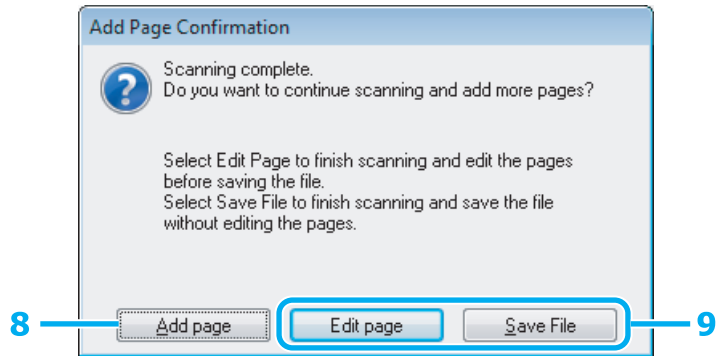 Add Page Confirmation
Scanning complete.
Do you want to continue scanning and add more pages?
Select Edit Page to finish scanning and edit the pages
before saving the file.
Select Save File to finish scanning and save the file
without editing the pages.
8 Add page Edit page Save File 9